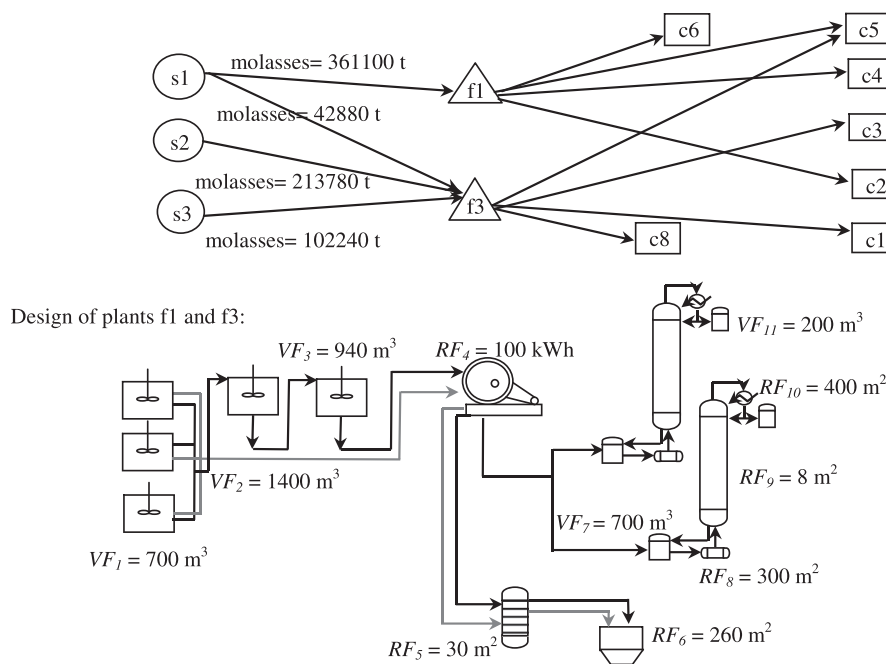 c6
c5
s1
molasses= 361100 t
f1
c4
molasses= 42880 t
c3
s2
molasses= 213780 t
c2
s3
f3
molasses= 102240 t
c8
c1
Design of plants f1 and f3:
VF₁₁ = 200 m³
VF₃ = 940 m³
RF₄ = 100 kWh
RF₁₀ = 400 m²
VF₂ = 1400 m³
RF₉ = 8 m²
VF₇ = 700 m³
VF₁ = 700 m³
RF₈ = 300 m²
RF₅ = 30 m²
RF₆ = 260 m²